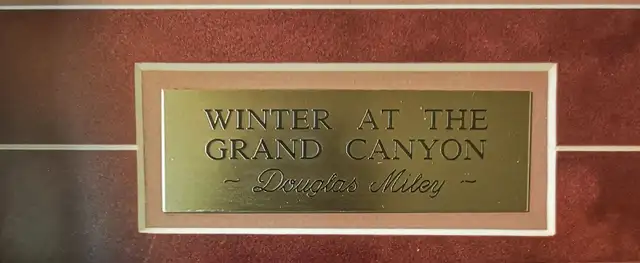 WINTER AT THE
GRAND CANYON
~ Douglas Miley ~